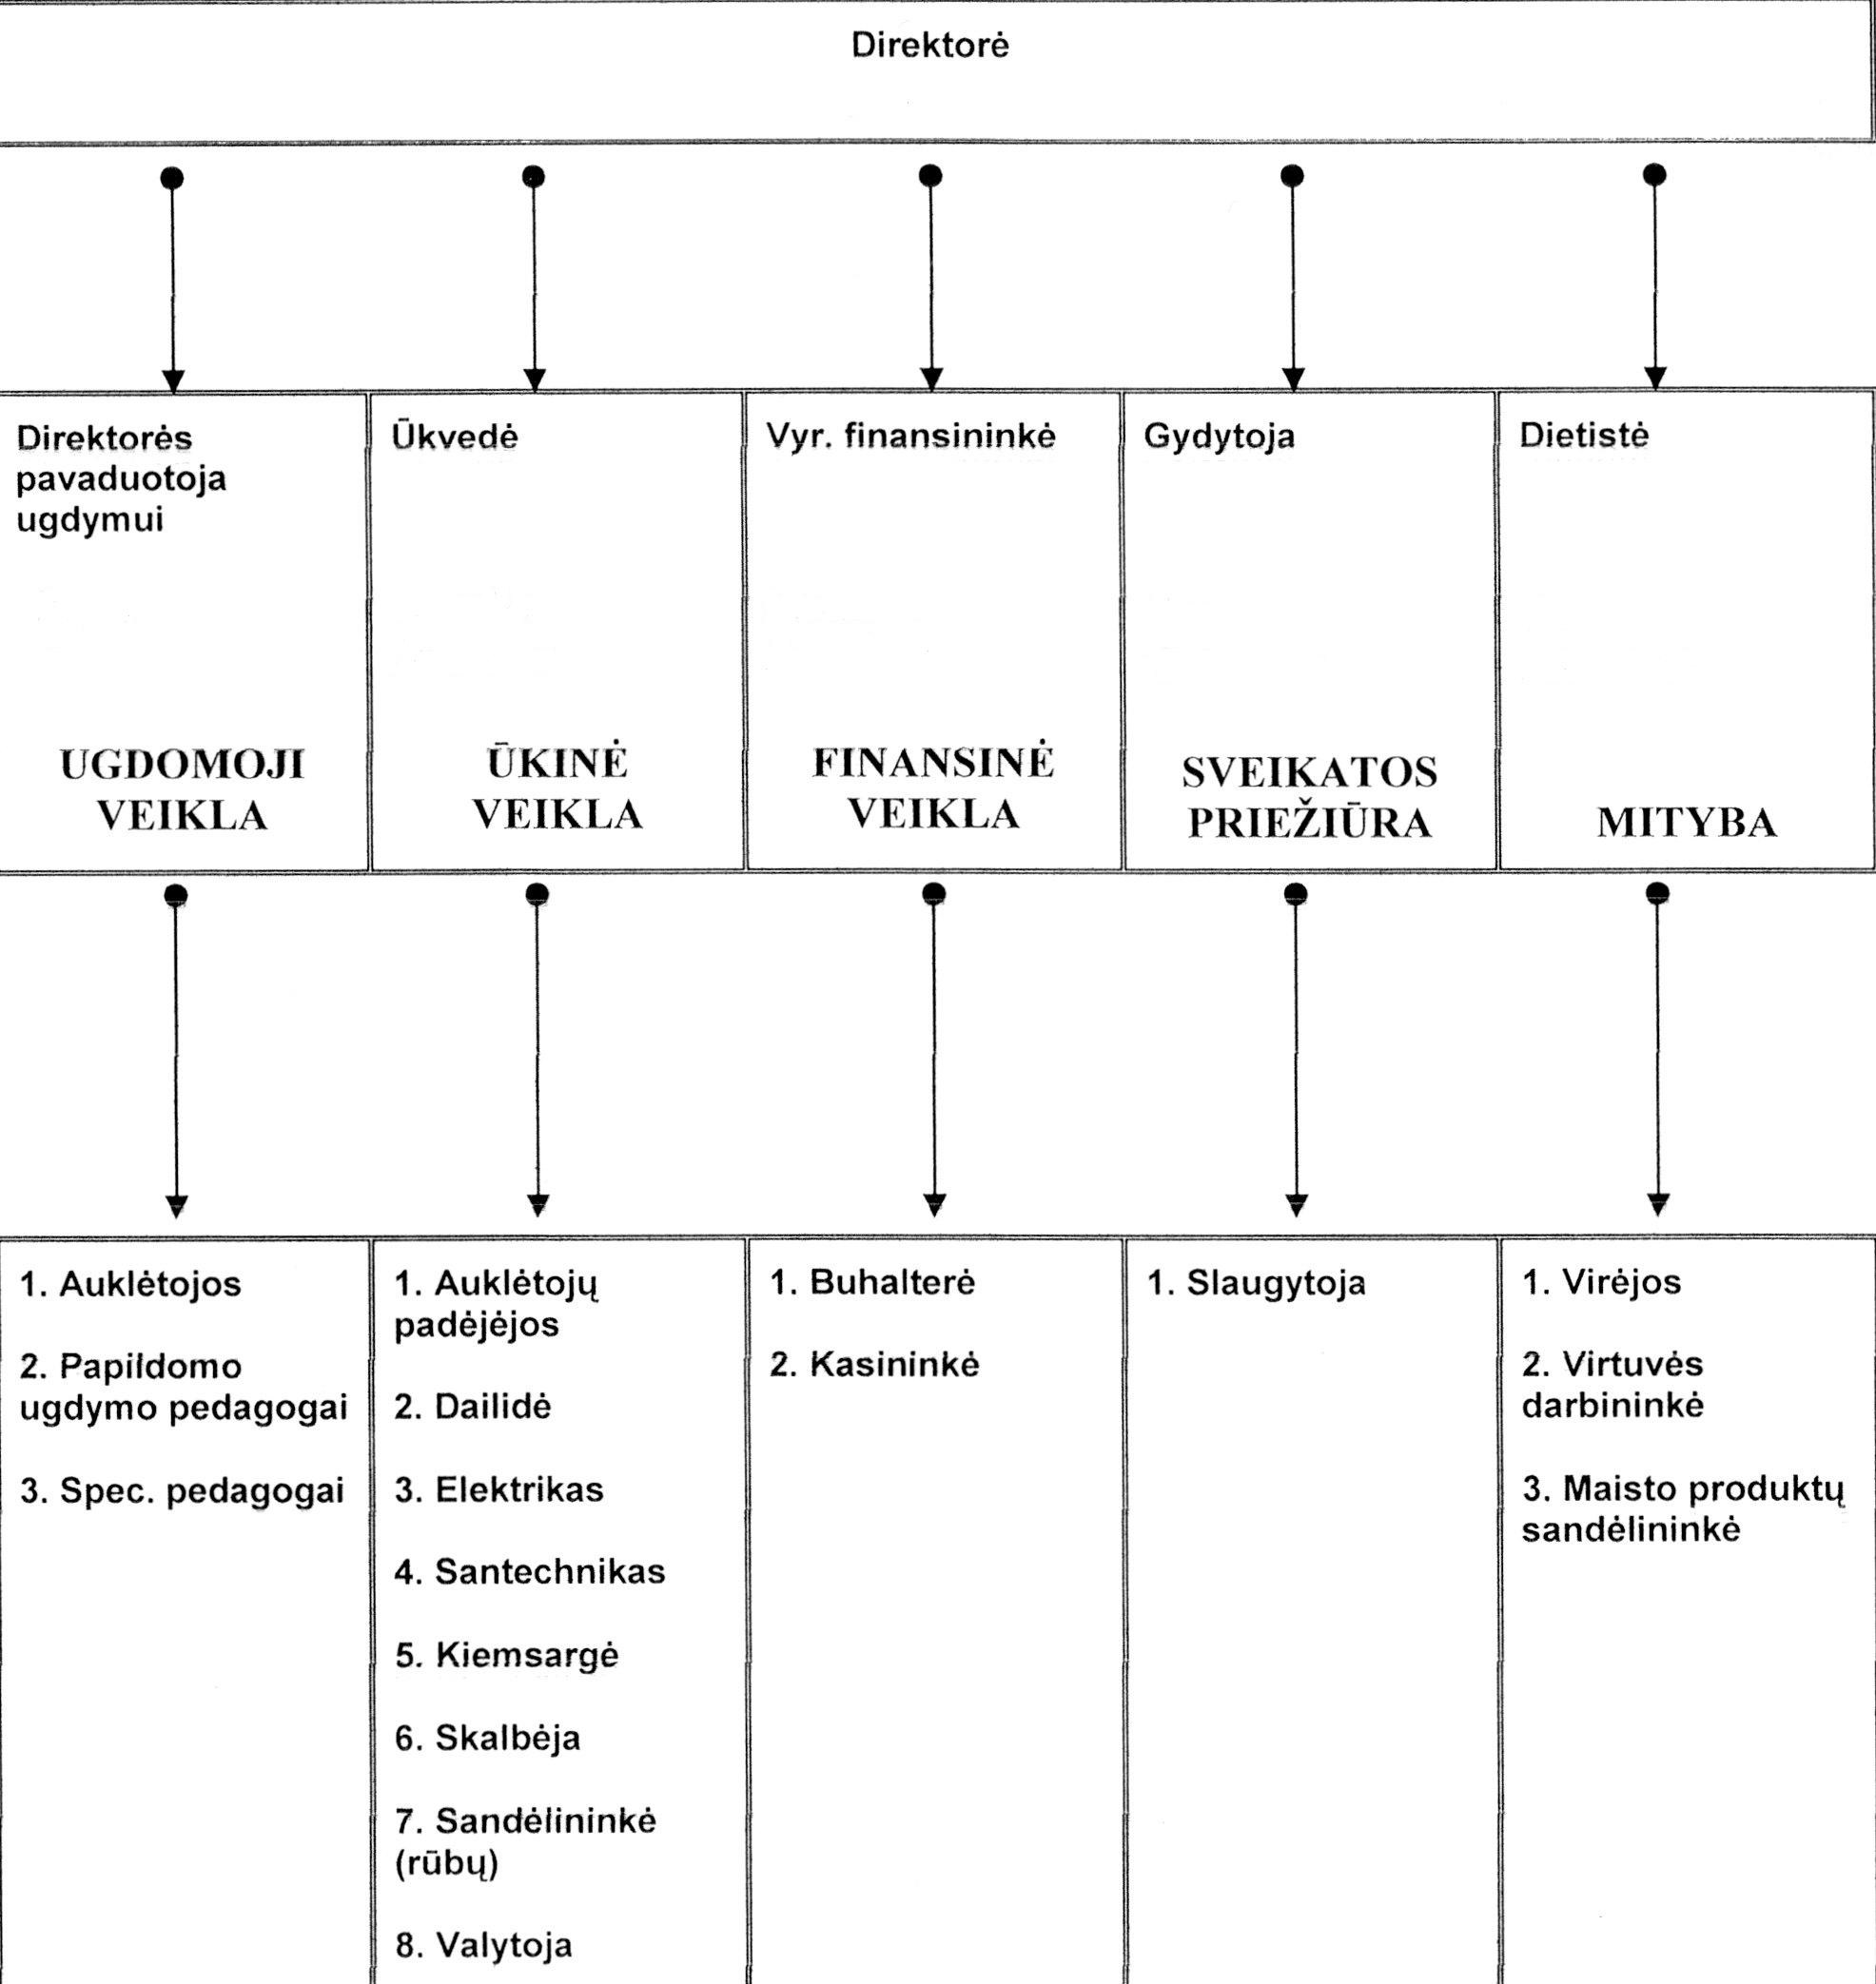 Direktorė
Direktorės
pavaduotoja
ugdymui
UGDOMOJI
VEIKLA
Ūkvedė
ŪKINĖ
VEIKLA
Vyr. finansininkė
FINANSINĖ
VEIKLA
Gydytoja
SVEIKATOS
PRIEŽIŪRA
Dietistė
MITYBA
1. Auklėtojos
2. Papildomo
ugdymo pedagogai
3. Spec. pedagogai
1. Auklėtojų
padėjėjos
2. Dailidė
3. Elektrikas
4. Santechnikas
5. Kiemsargė
6. Skalbėja
7. Sandėlininkė
(rūbų)
8. Valytoja
1. Buhalterė
2. Kasininkė
1. Slaugytoja
1. Virėjos
2. Virtuvės
darbininkė
3. Maisto produktų
sandėlininkė